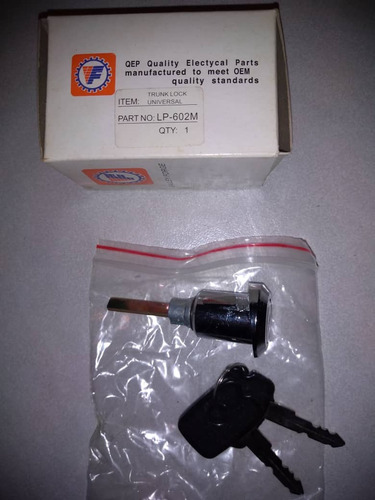 QEP Quality Electycal Parts
manufactured to meet OEM
quality standards
TRUNK LOCK
ITEM: UNIVERSAL
PART NO: LP-602M
QTY: 1